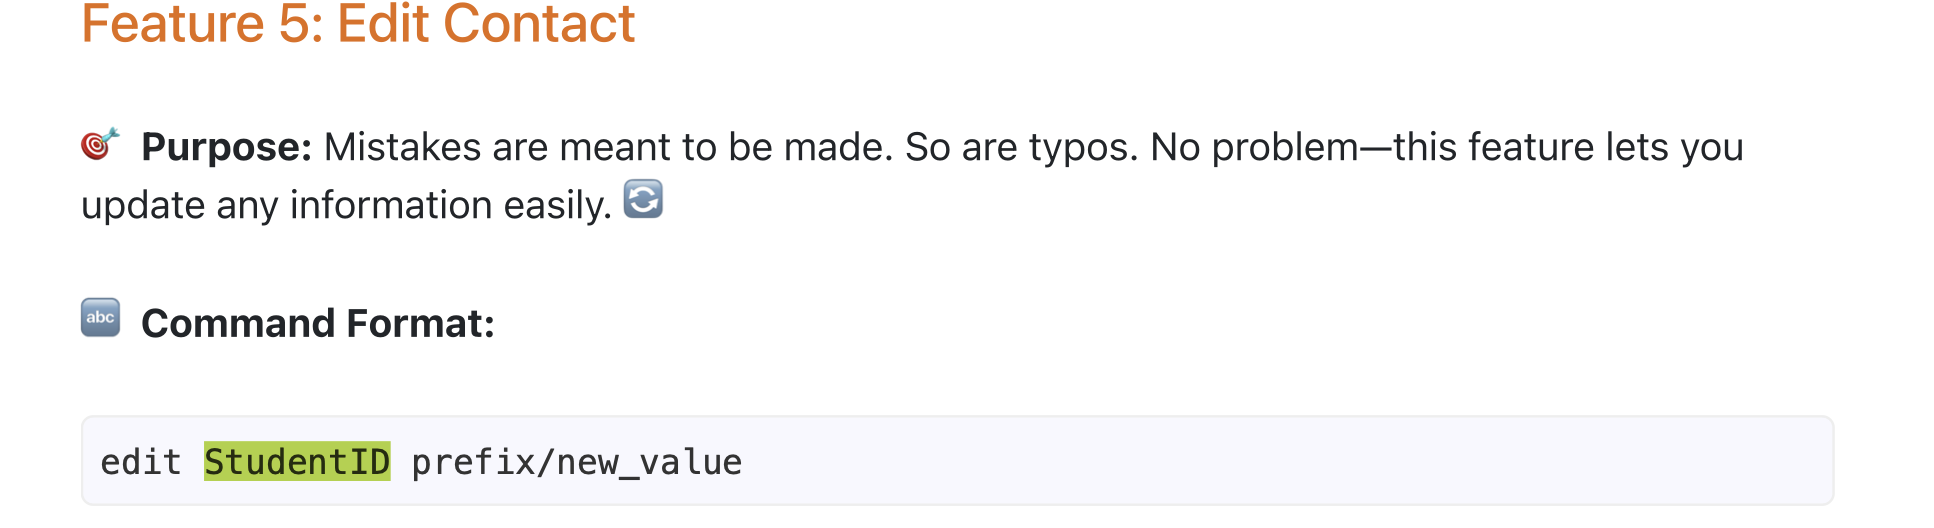 Feature 5: Edit Contact
Purpose: Mistakes are meant to be made. So are typos. No problem—this feature lets you
update any information easily.
abc Command Format:
edit StudentID prefix/new_value